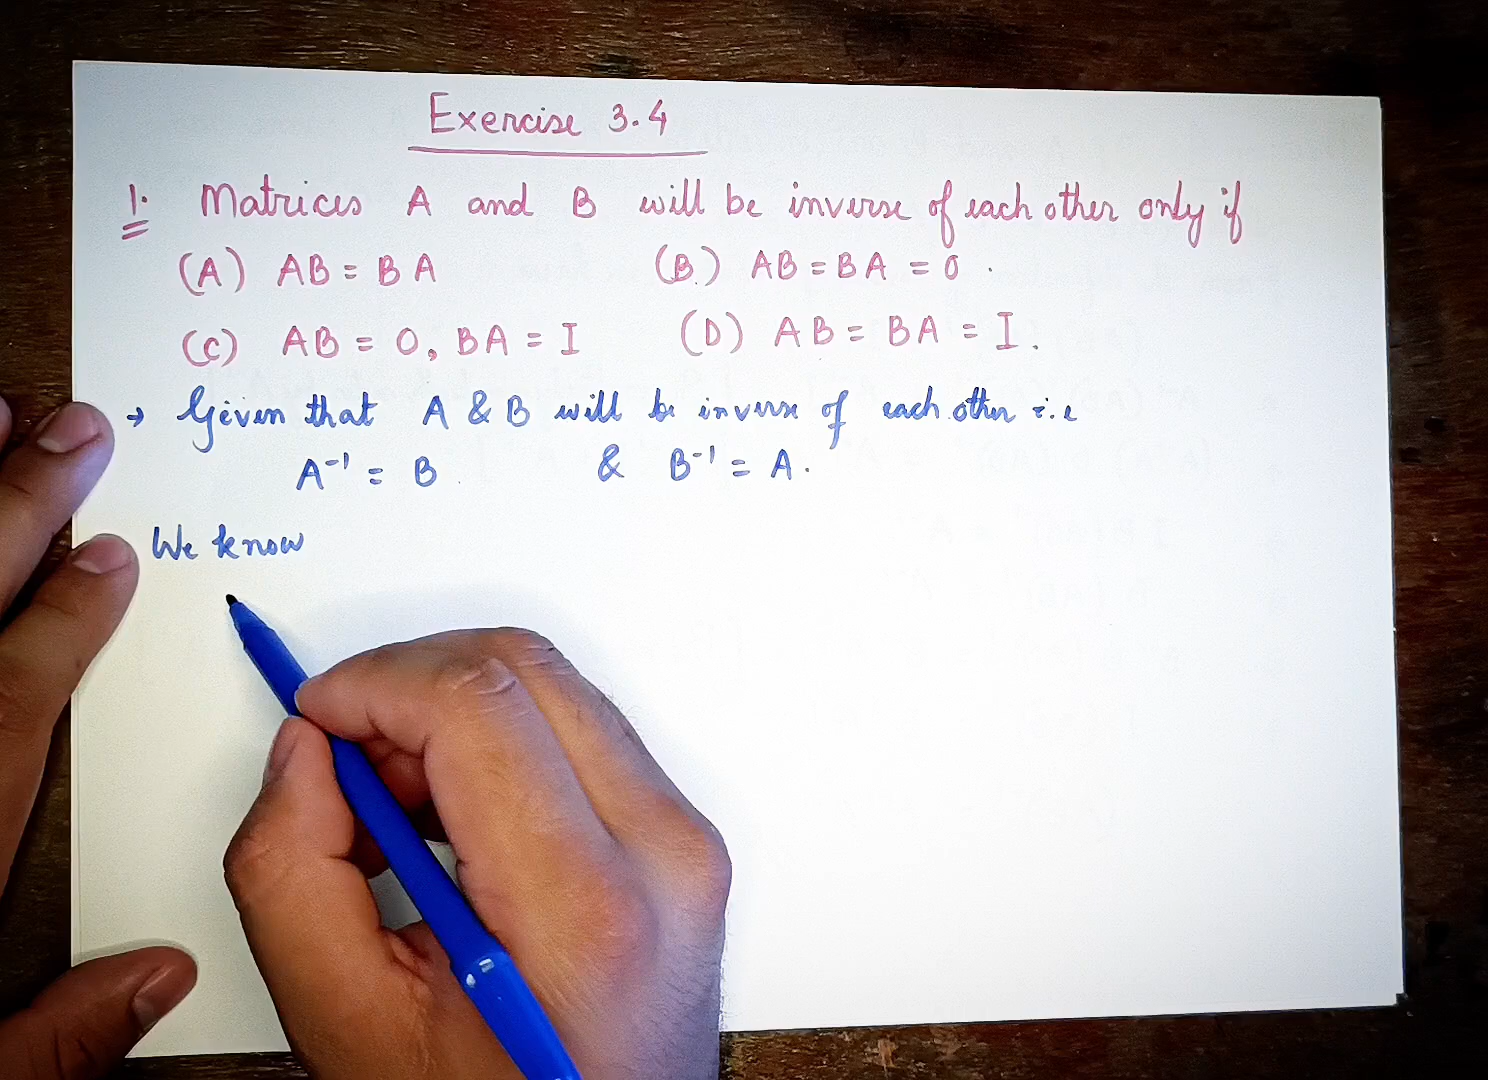 Exercise 3.4
1. Matrices A and B will be inverse of each other only if
(A) AB = BA (B.) AB = BA = 0.
(C) AB = 0, BA = I (D) AB = BA = I.
→ Given that A & B will be inverse of each other i.e
A⁻¹ = B. & B⁻¹ = A.
We know